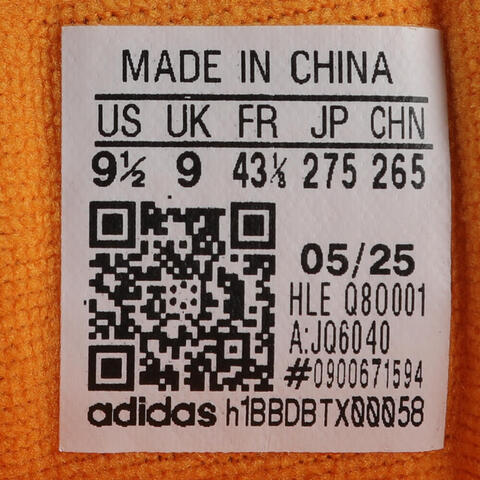 MADE IN CHINA
US UK FR JP CHN
9½ 9 43⅓ 275 265
05/25
HLE Q80001
A:JQ6040
#0900671594
adidas h1BBDBTX00058